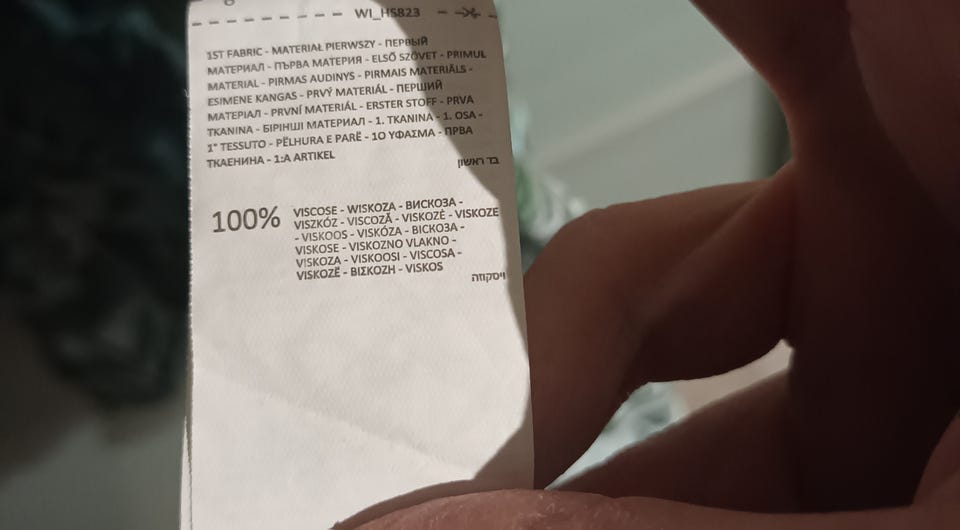 WI_HS823
1ST FABRIC - MATERIAŁ PIERWSZY - ПЕРВЫЙ
МАТЕРИАЛ - ПЪРВА МАТЕРИЯ - ELSŐ SZÖVET - PRIMUL
MATERIAL - PIRMAS AUDINYS - PIRMAIS MATERIĀLS -
ESIMENE KANGAS - PRVÝ MATERIÁL - ПЕРШИЙ
МАТЕРІАЛ - PRVNÍ MATERIÁL - ERSTER STOFF - PRVA
TKANINA - БІРІНШІ МАТЕРИАЛ - 1. TKANINA - 1. OSA -
1° TESSUTO - PËLHURA E PARË - 1Ο ΥΦΑΣΜΑ - ПРВА
ТКАЕНИНА - 1:A ARTIKEL
בד ראשון
100% VISCOSE - WISKOZA - ВИСКОЗА -
VISZKÓZ - VISCOZĂ - VISKOZĖ - VISKOZE
- VISKOOS - VISKÓZA - ВІСКОЗА -
VISKOSE - VISKOZNO VLAKNO -
VISKOZA - VISKOOSI - VISCOSA -
VISKOZË - ΒΙΣΚΟΖΗ - VISKOS
ויסקוזה